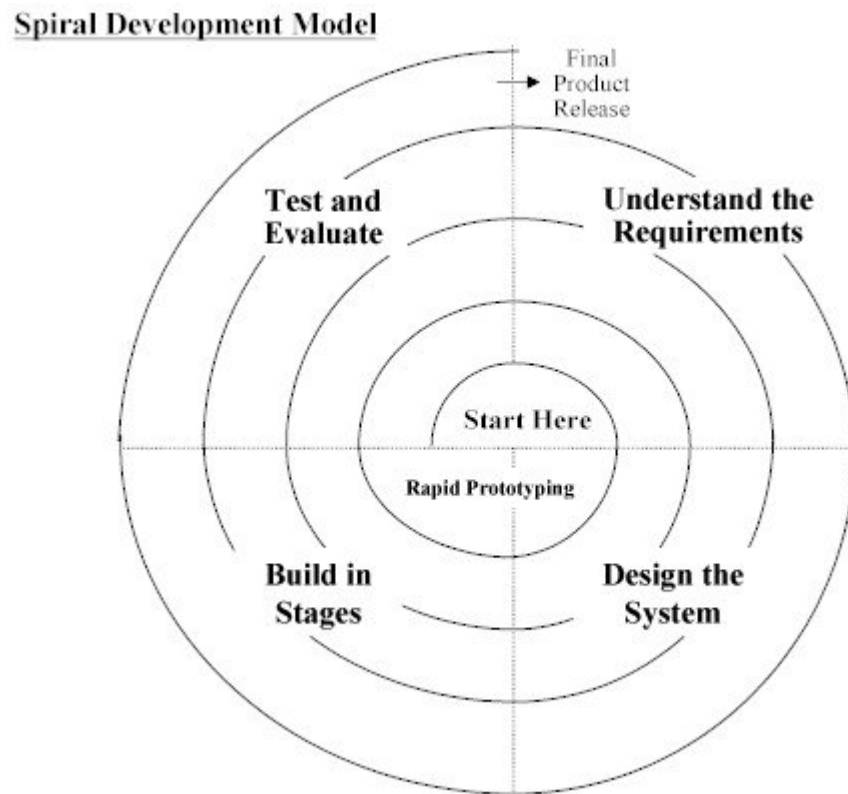 Spiral Development Model
Final
Product
Release
Test and
Evaluate
Understand the
Requirements
Start Here
Rapid Prototyping
Build in
Stages
Design the
System